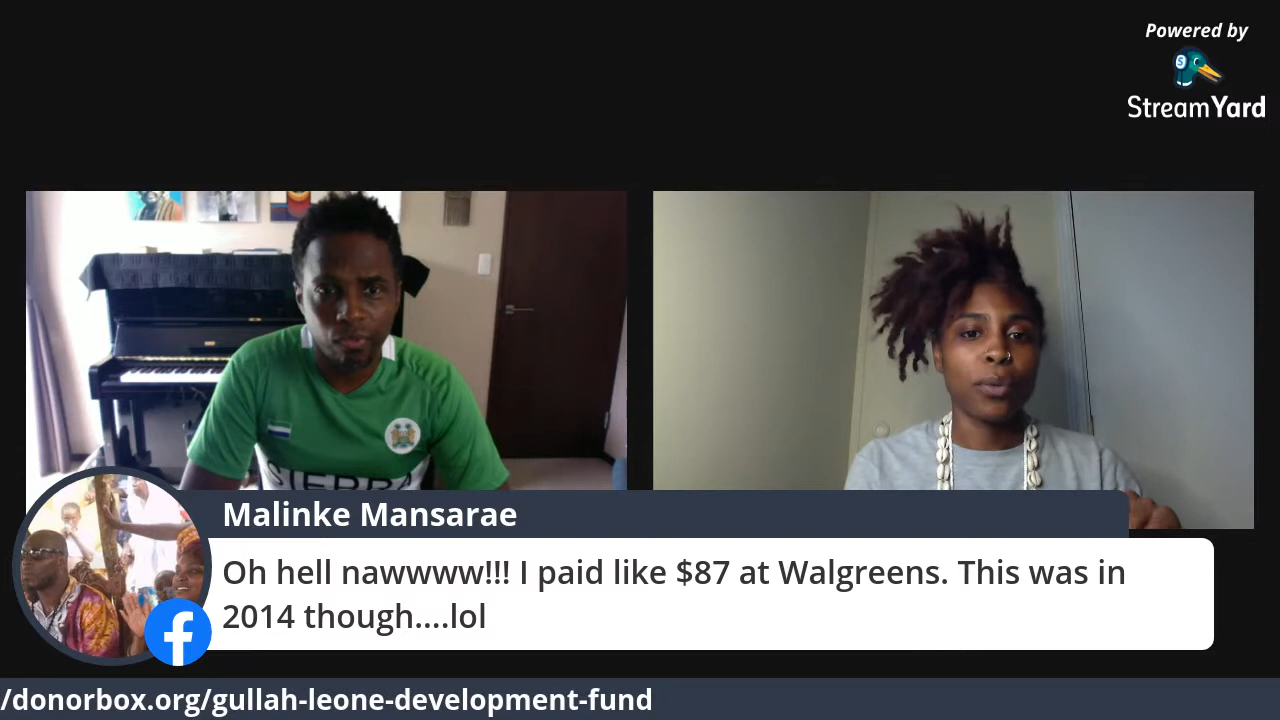 Powered by
StreamYard
SIERRA
Malinke Mansarae
Oh hell nawwww!!! I paid like $87 at Walgreens. This was in
2014 though....lol
/donorbox.org/gullah-leone-development-fund